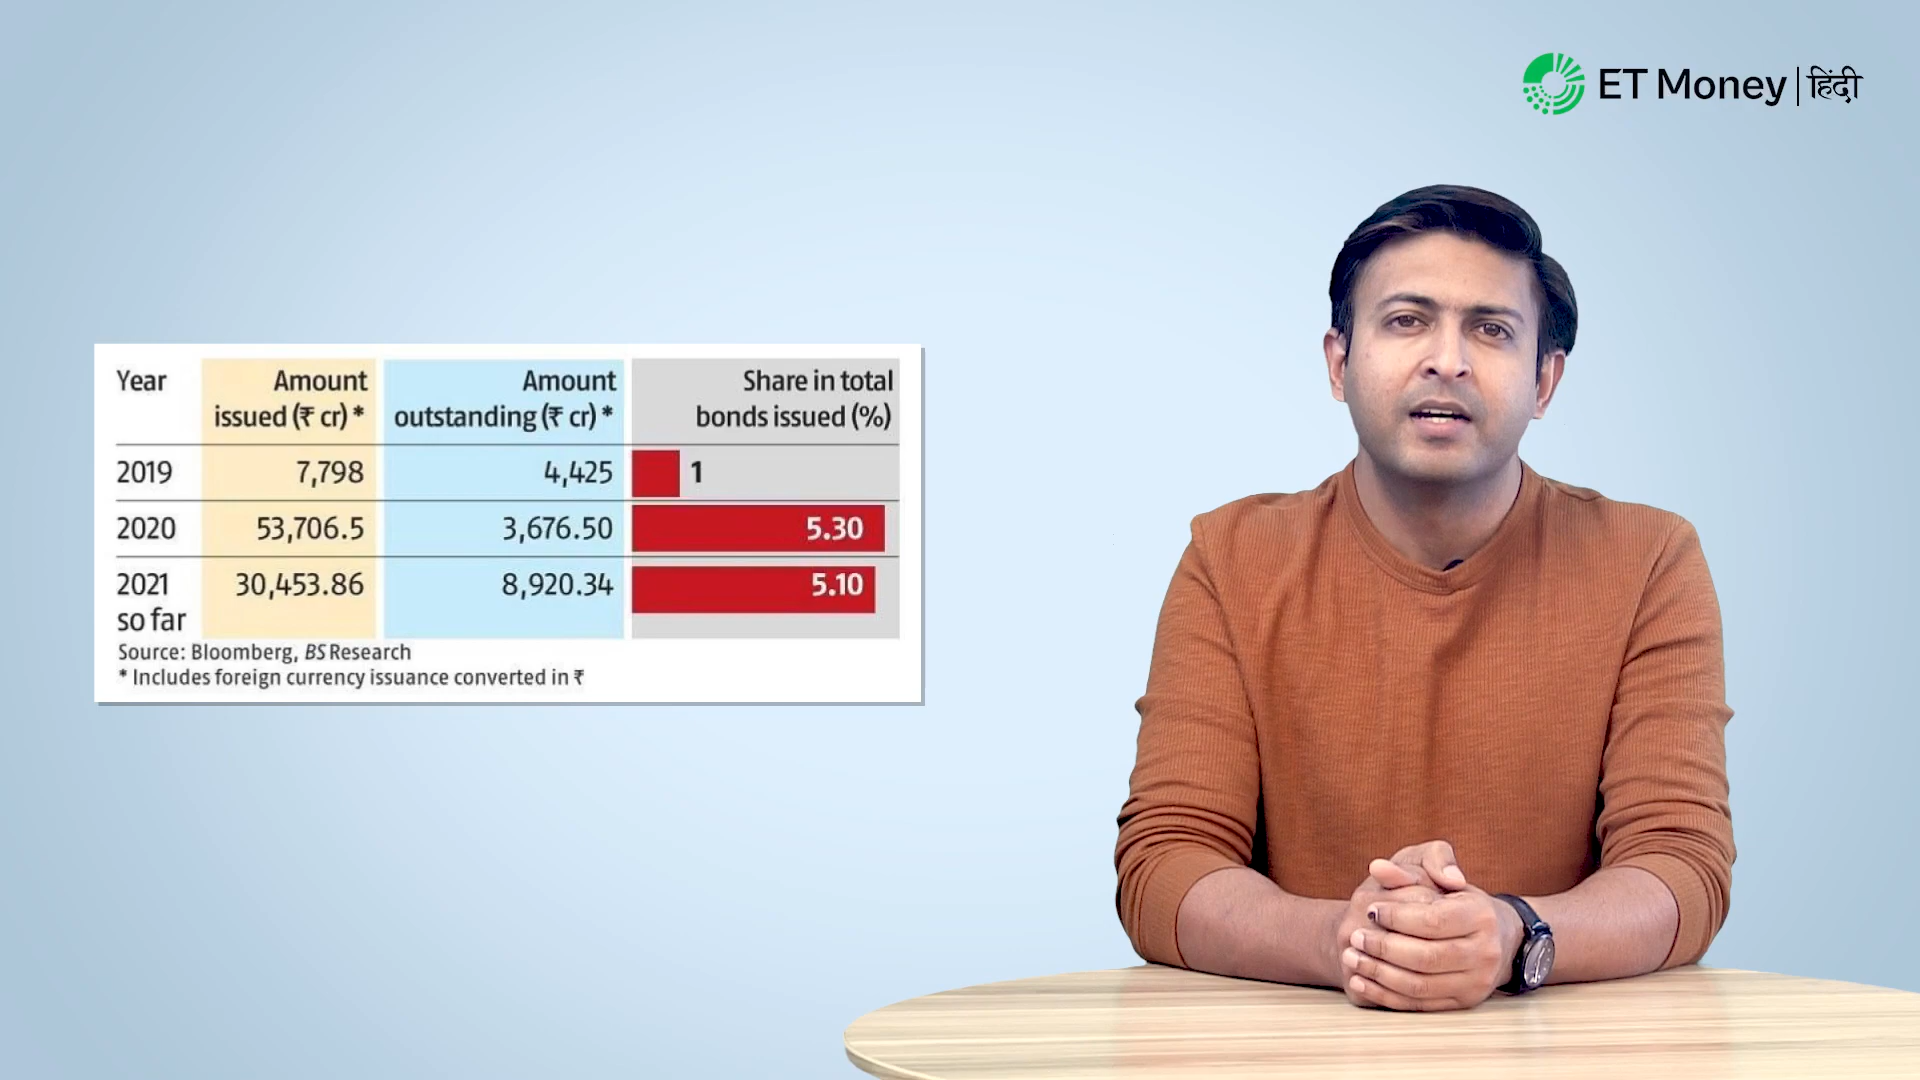 ET Money | हिंदी
Year Amount issued (₹ cr) * Amount outstanding (₹ cr) * Share in total bonds issued (%)
2019 7,798 4,425 1
2020 53,706.5 3,676.50 5.30
2021 so far 30,453.86 8,920.34 5.10
Source: Bloomberg, BS Research
* Includes foreign currency issuance converted in ₹